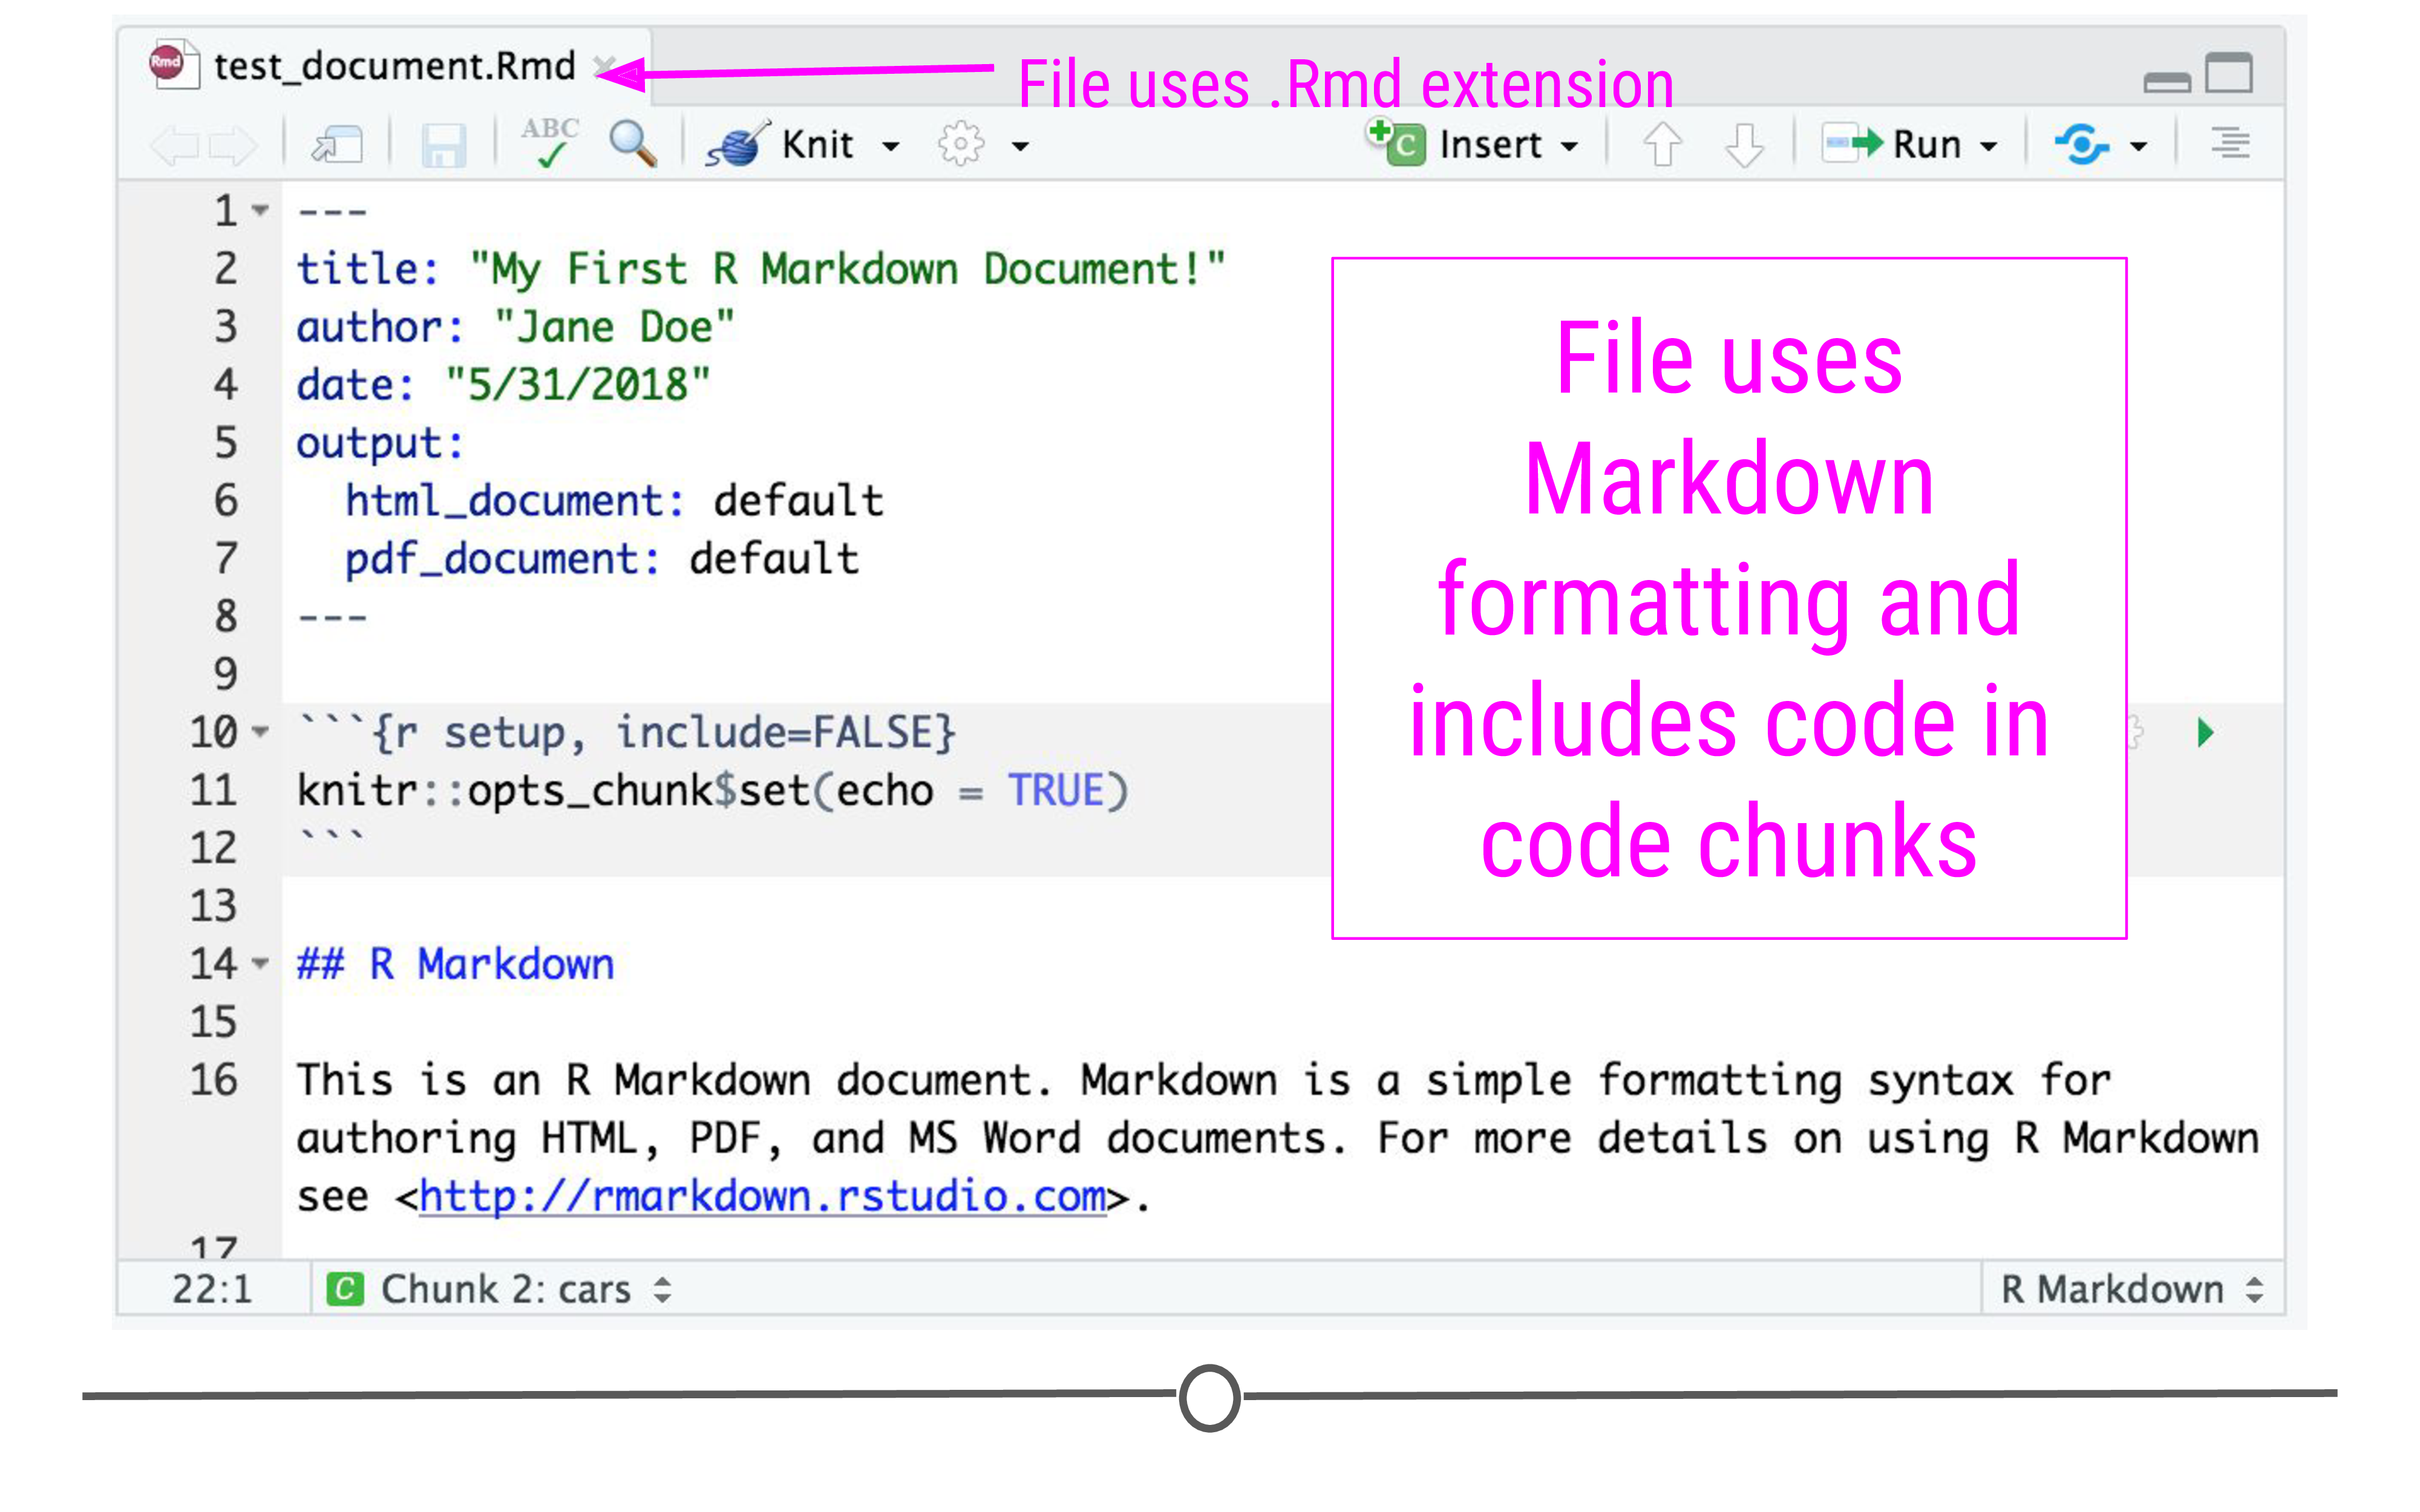 Rmd test_document.Rmd
File uses .Rmd extension
ABC Knit C Insert Run
1 ---
2 title: "My First R Markdown Document!"
3 author: "Jane Doe"
4 date: "5/31/2018"
5 output:
6   html_document: default
7   pdf_document: default
8 ---
9
10 ```{r setup, include=FALSE}
11 knitr::opts_chunk$set(echo = TRUE)
12 ```
13
14 ## R Markdown
15
16 This is an R Markdown document. Markdown is a simple formatting syntax for
authoring HTML, PDF, and MS Word documents. For more details on using R Markdown
see <http://rmarkdown.rstudio.com>.
17
File uses
Markdown
formatting and
includes code in
code chunks
22:1 C Chunk 2: cars R Markdown